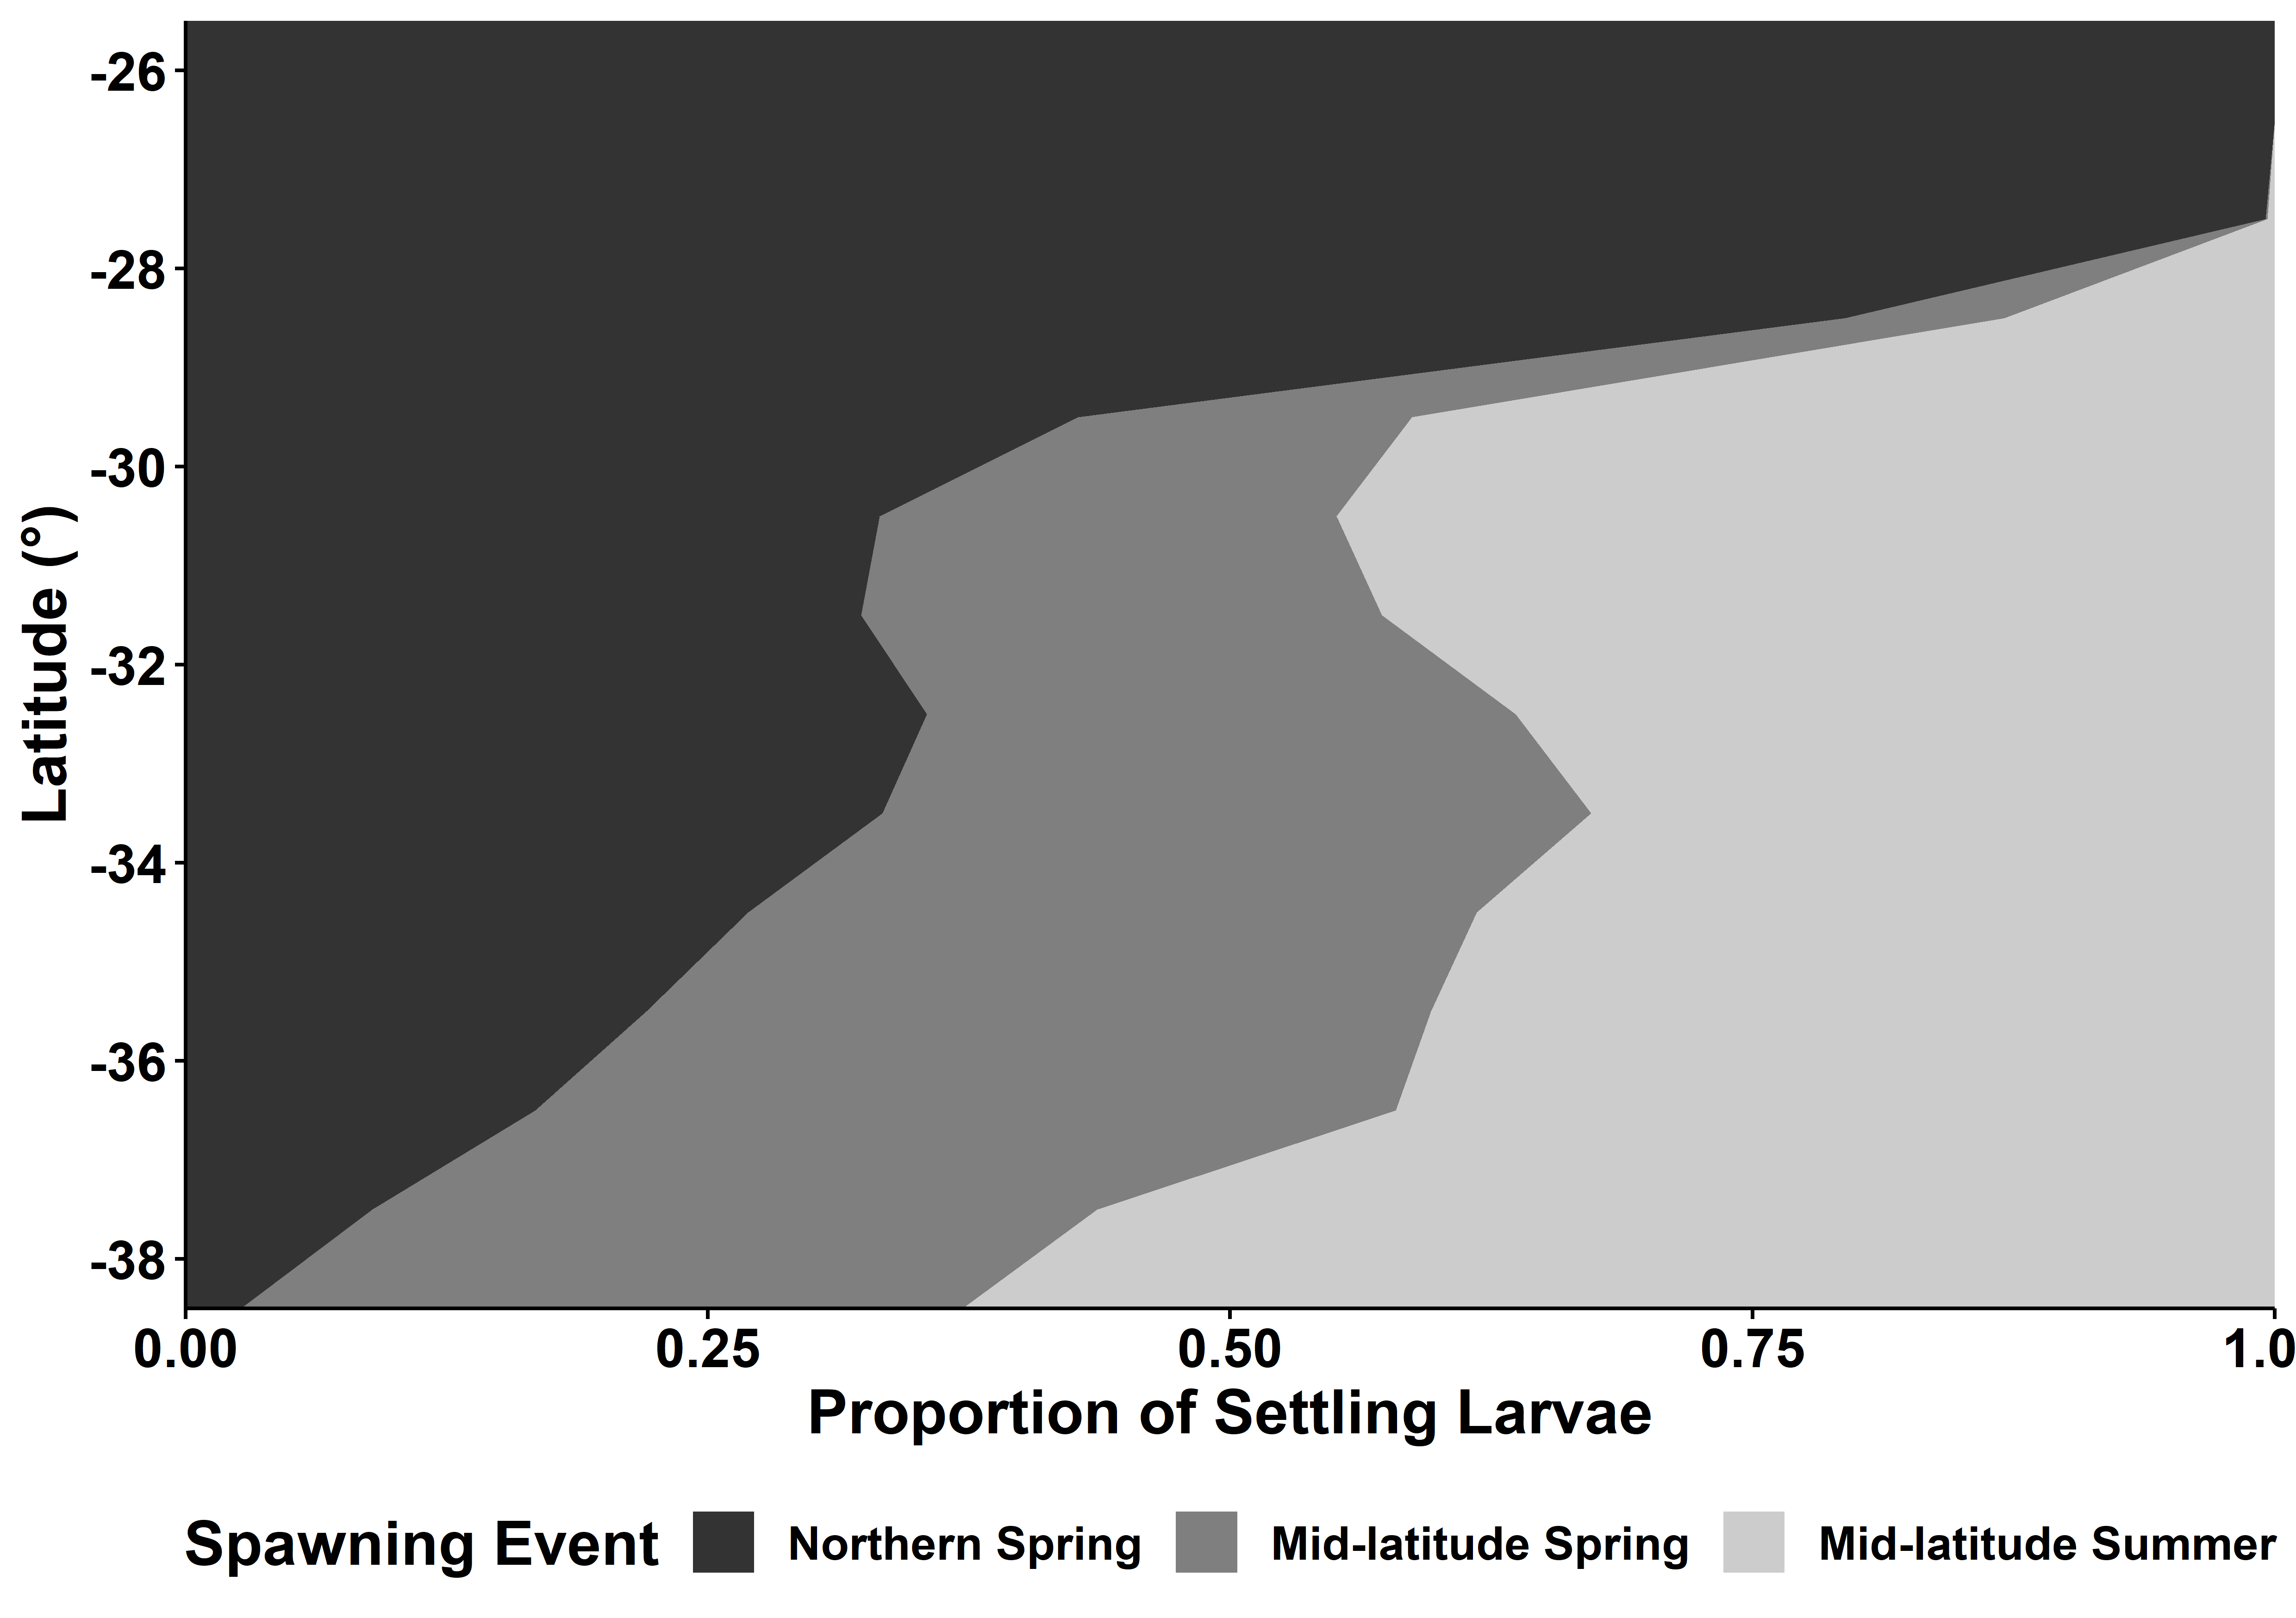 -26
-28
-30
-32
-34
-36
-38
Latitude (°)
0.00 0.25 0.50 0.75 1.0
Proportion of Settling Larvae
Spawning Event Northern Spring Mid-latitude Spring Mid-latitude Summer